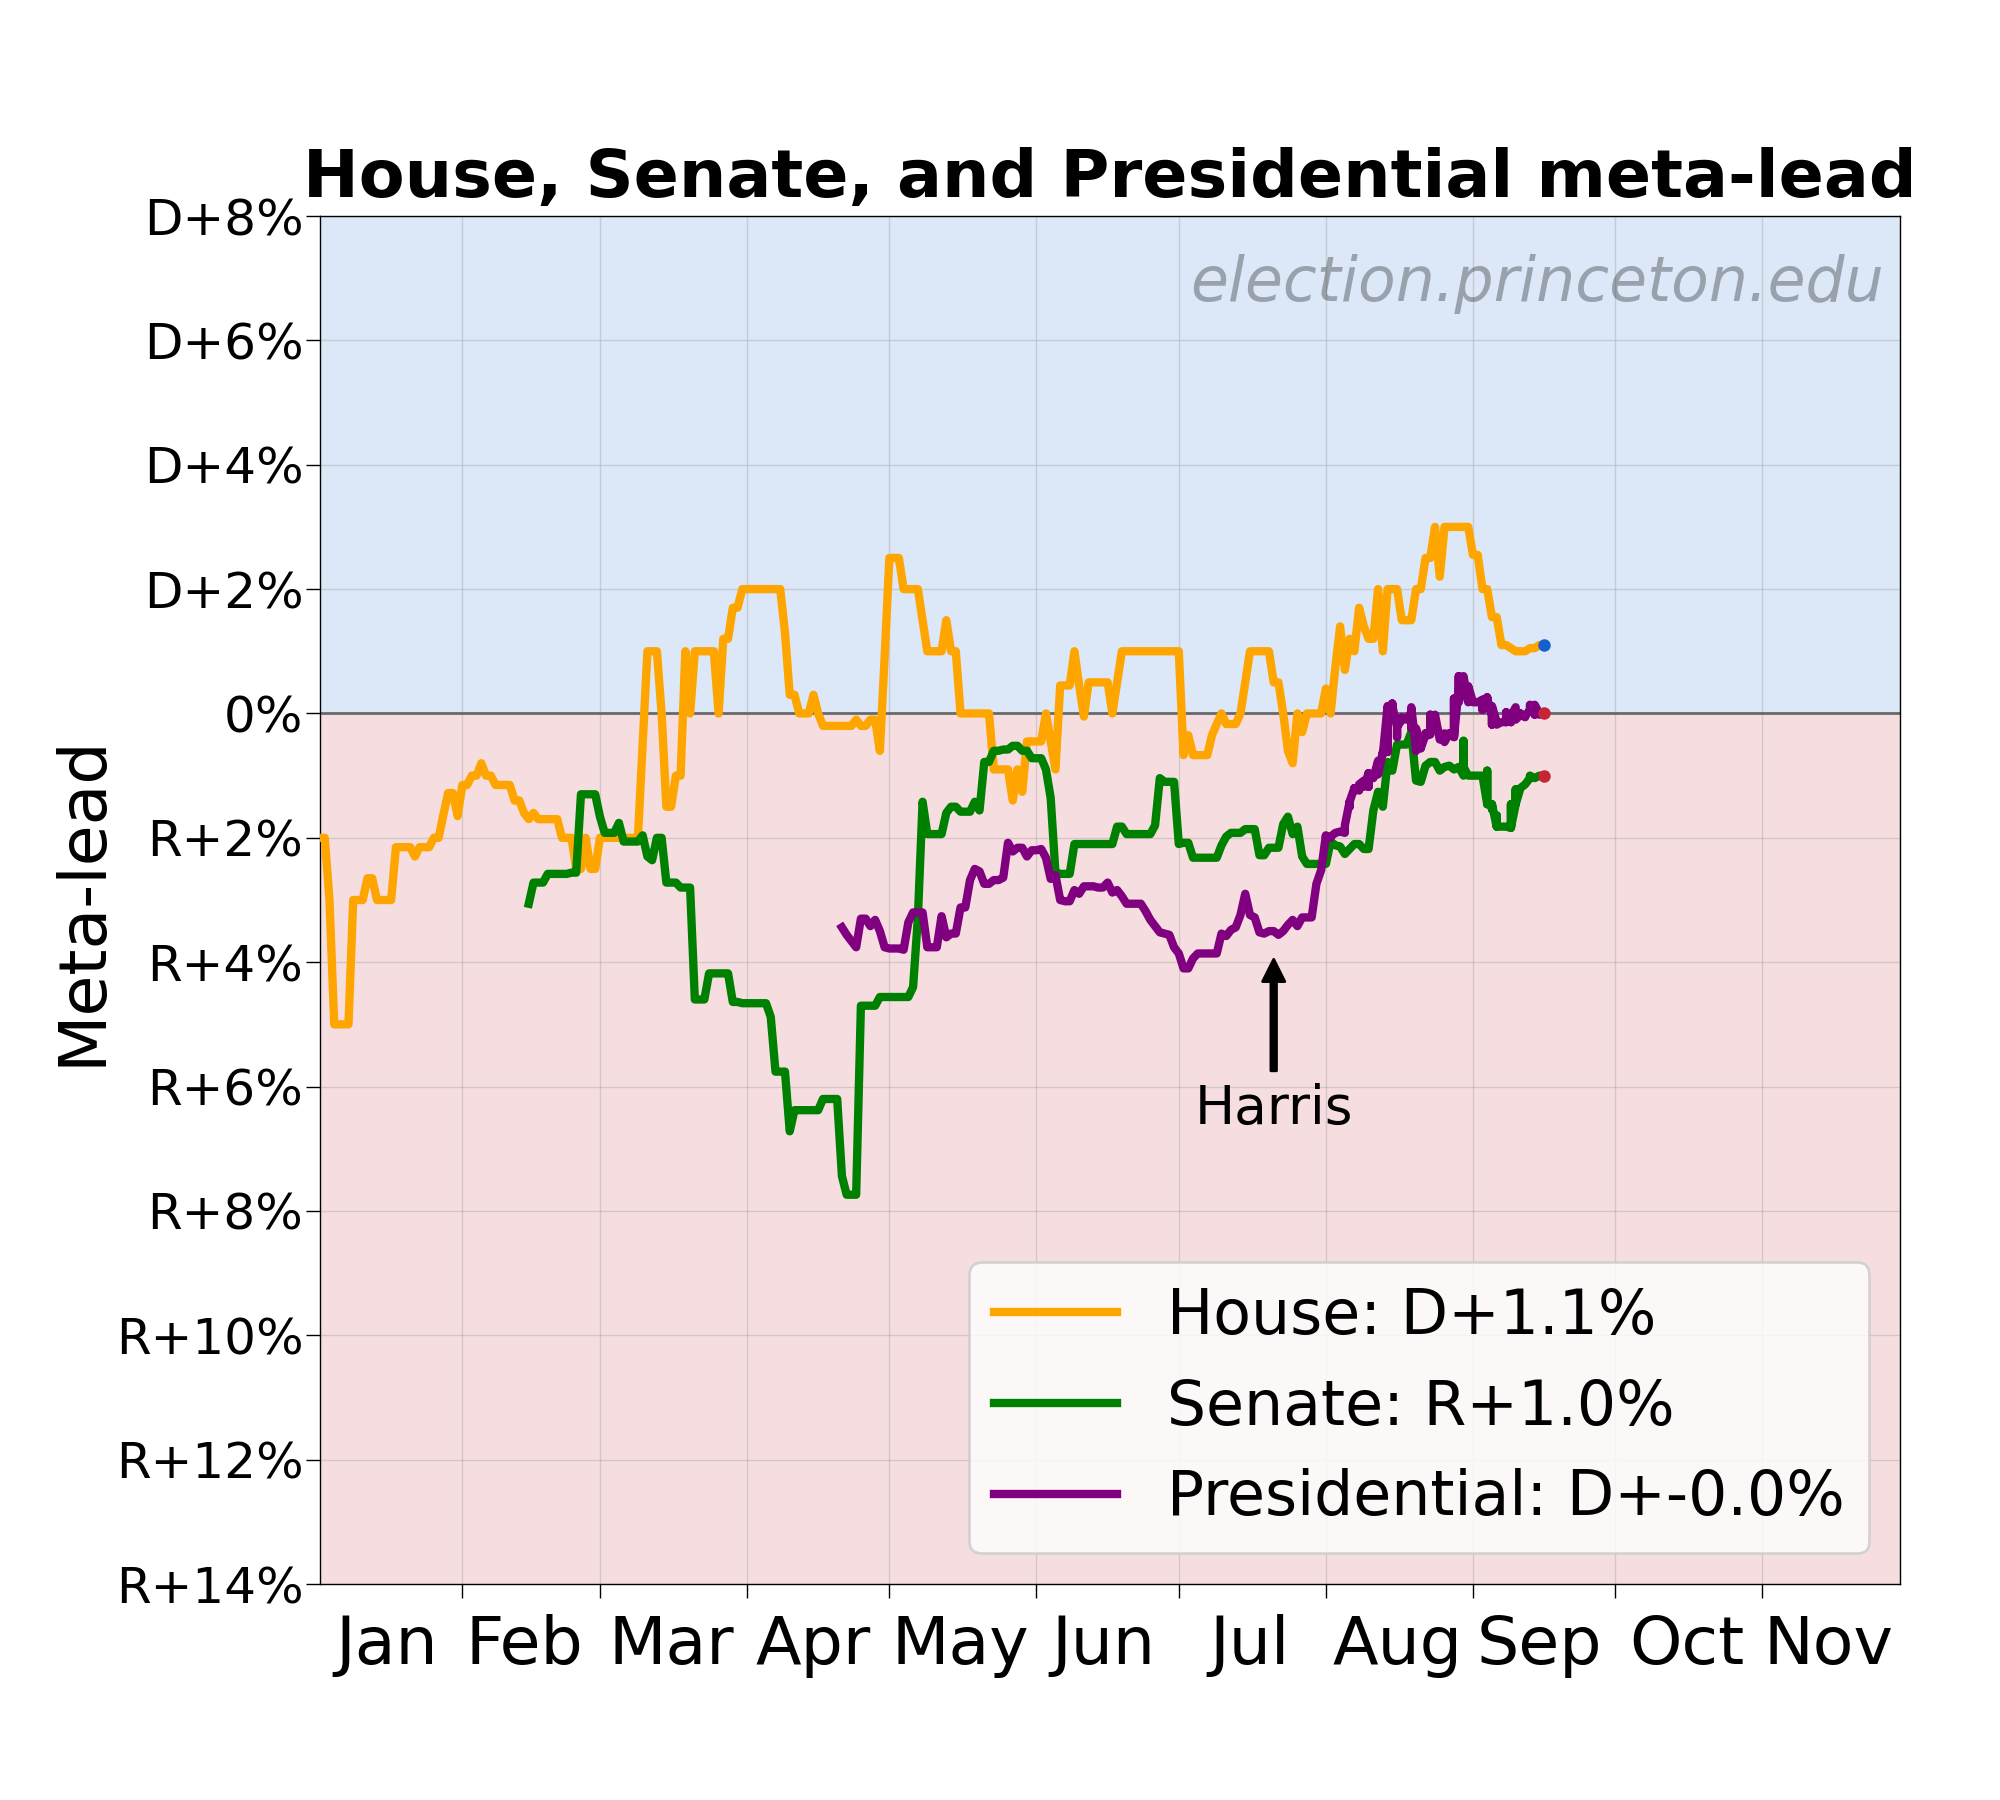 House, Senate, and Presidential meta-lead
election.princeton.edu
D+8%
D+6%
D+4%
D+2%
0%
R+2%
R+4%
R+6%
R+8%
R+10%
R+12%
R+14%
Meta-lead
Harris
House: D+1.1%
Senate: R+1.0%
Presidential: D+-0.0%
Jan Feb Mar Apr May Jun Jul Aug Sep Oct Nov